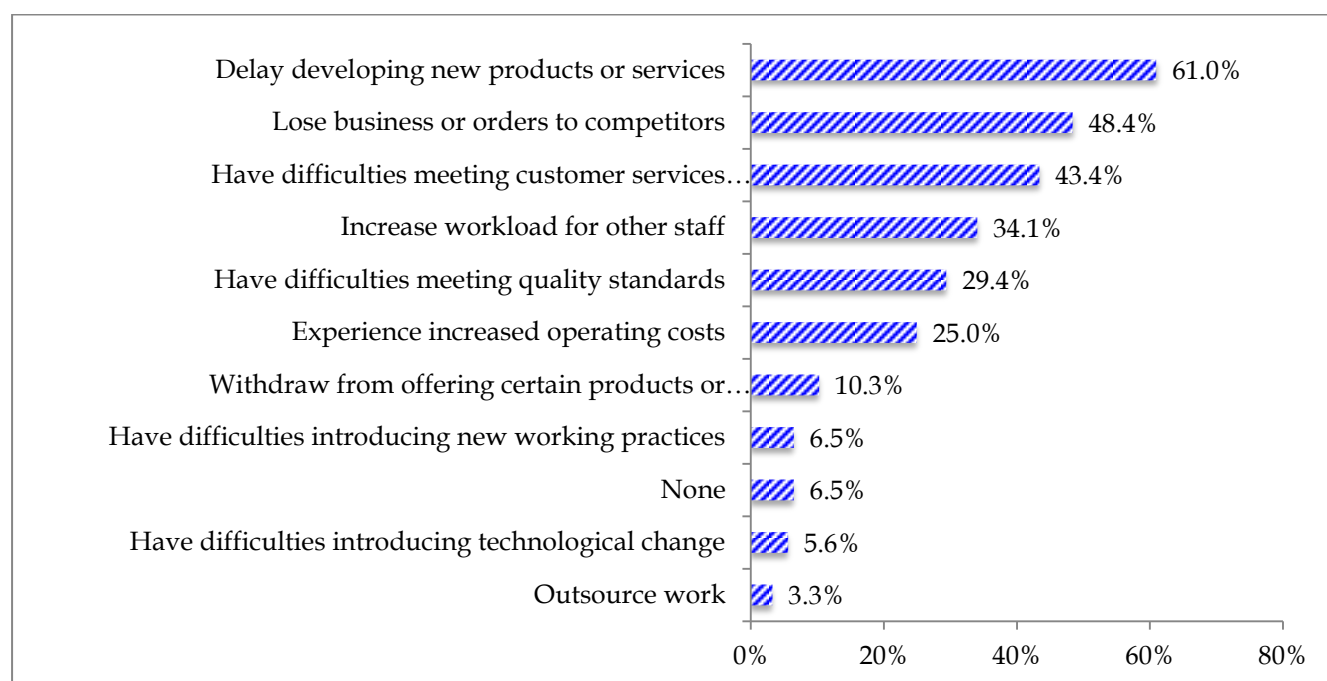 Delay developing new products or services 61.0%
Lose business or orders to competitors 48.4%
Have difficulties meeting customer services… 43.4%
Increase workload for other staff 34.1%
Have difficulties meeting quality standards 29.4%
Experience increased operating costs 25.0%
Withdraw from offering certain products or… 10.3%
Have difficulties introducing new working practices 6.5%
None 6.5%
Have difficulties introducing technological change 5.6%
Outsource work 3.3%
0% 20% 40% 60% 80%